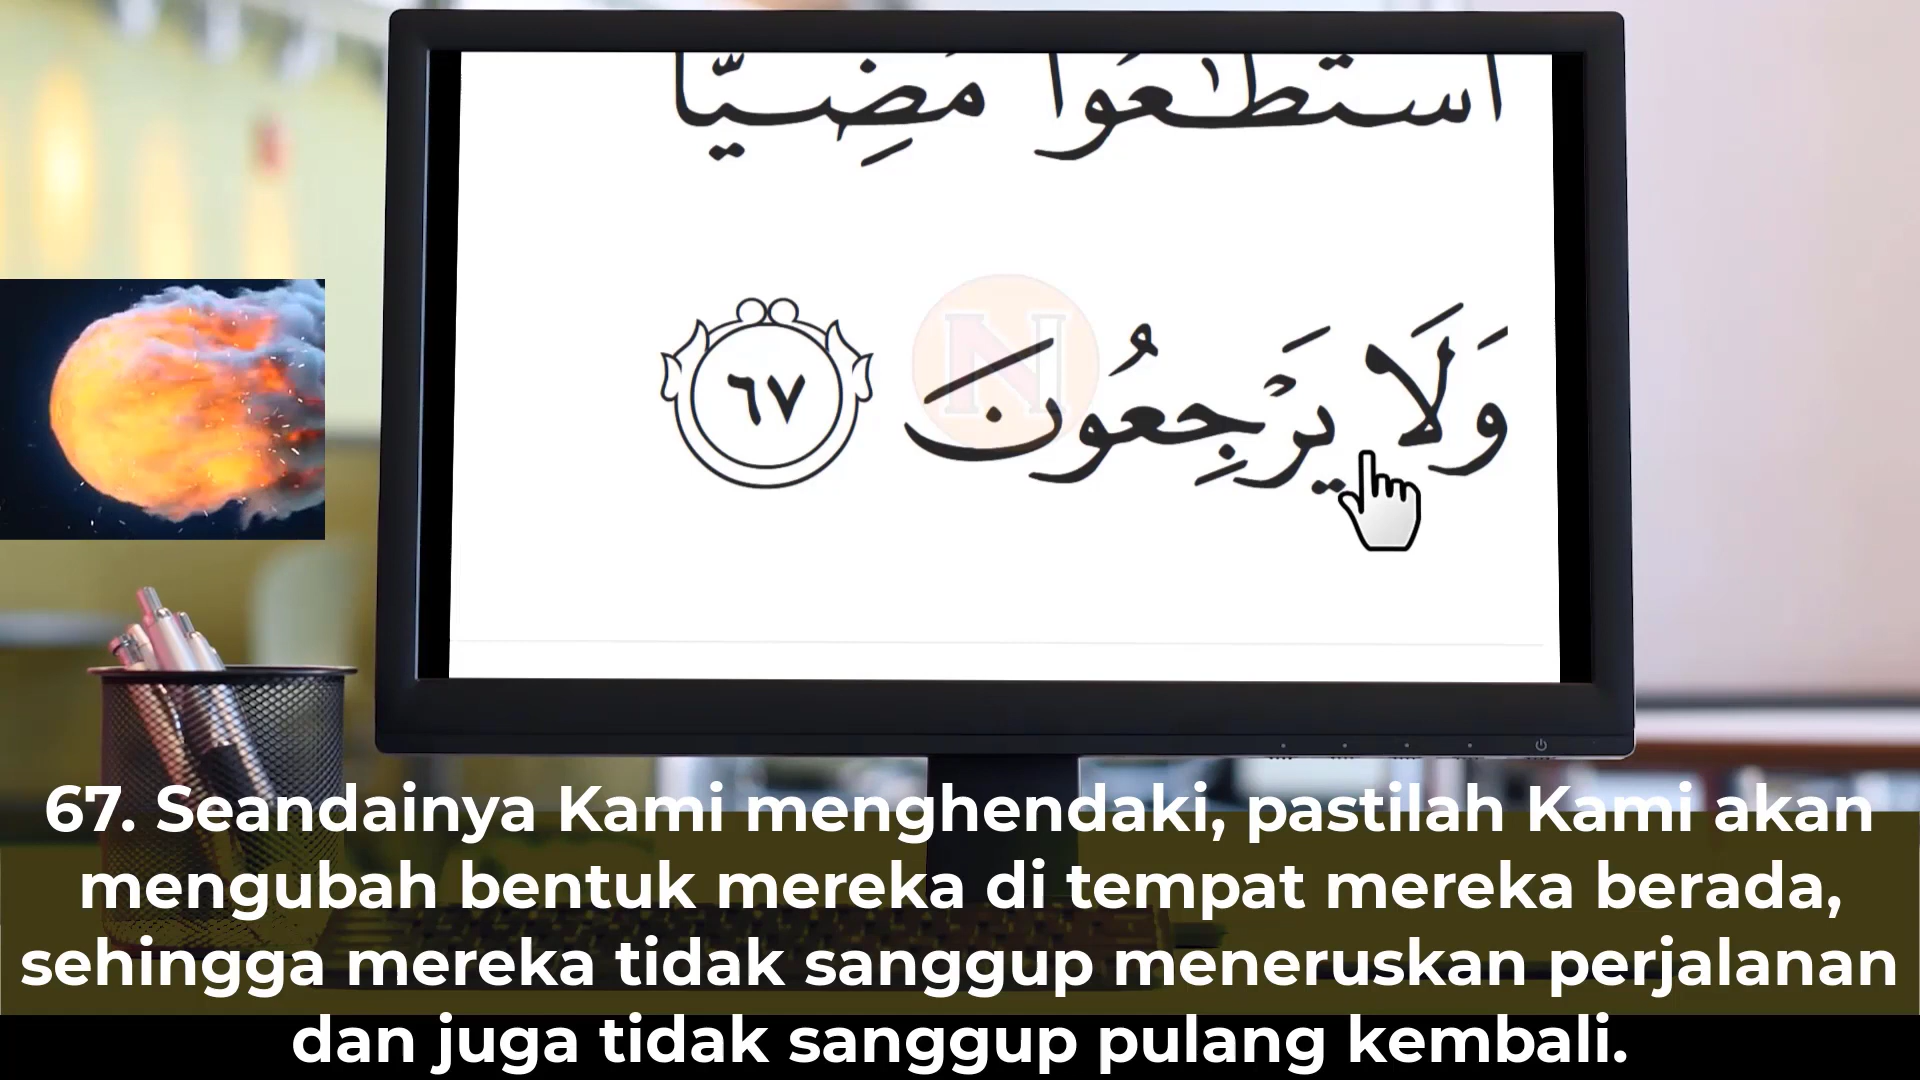 ٱسْتَطَٰعُوا۟ مُضِيًّا
وَلَا يَرْجِعُونَ ٦٧
N
67. Seandainya Kami menghendaki, pastilah Kami akan
mengubah bentuk mereka di tempat mereka berada,
sehingga mereka tidak sanggup meneruskan perjalanan
dan juga tidak sanggup pulang kembali.